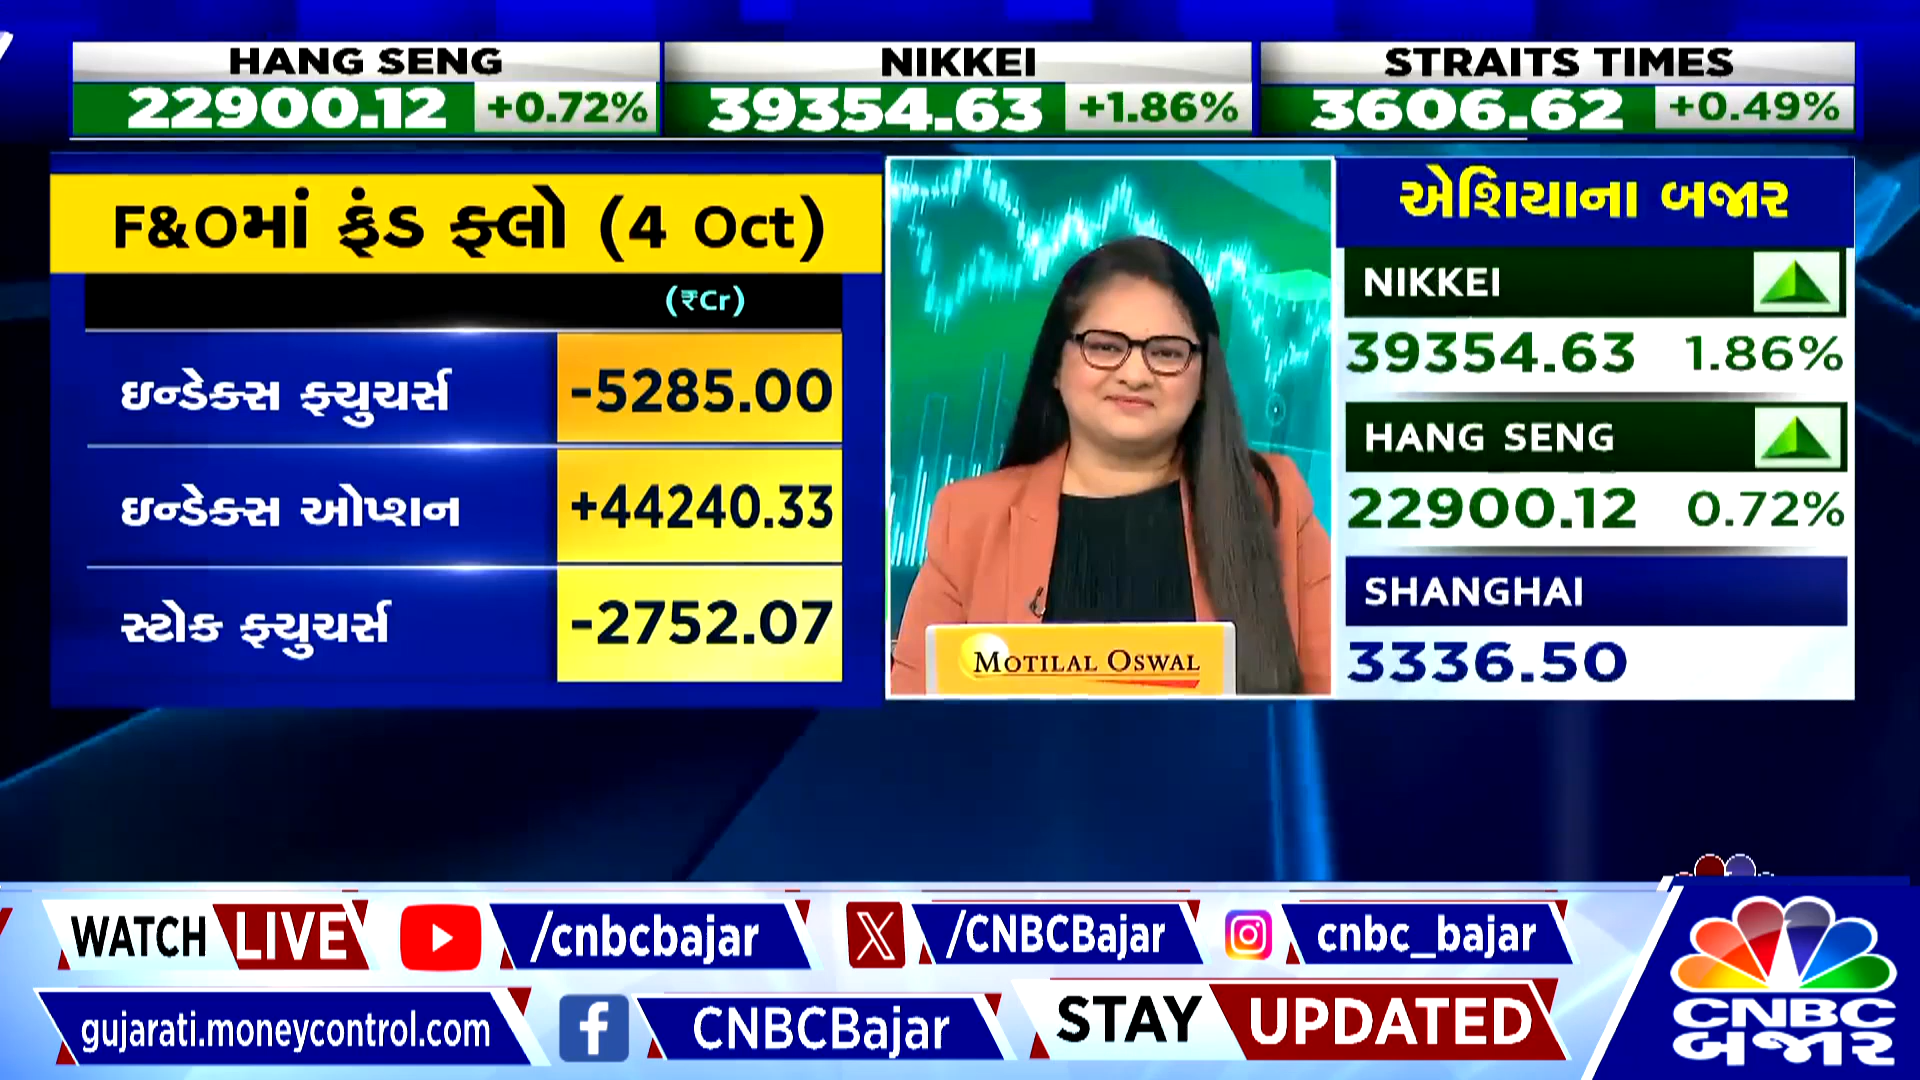 HANG SENG
22900.12 +0.72%
NIKKEI
39354.63 +1.86%
STRAITS TIMES
3606.62 +0.49%
F&Oમાં ફંડ ફ્લો (4 Oct)
(₹Cr)
ઇન્ડેક્સ ફ્યુચર્સ -5285.00
ઇન્ડેક્સ ઓપ્શન +44240.33
સ્ટોક ફ્યુચર્સ -2752.07
MOTILAL OSWAL
એશિયાના બજાર
NIKKEI
39354.63 1.86%
HANG SENG
22900.12 0.72%
SHANGHAI
3336.50
WATCH LIVE /cnbcbajar /CNBCBajar cnbc_bajar
gujarati.moneycontrol.com CNBCBajar STAY UPDATED
CNBC
બજાર